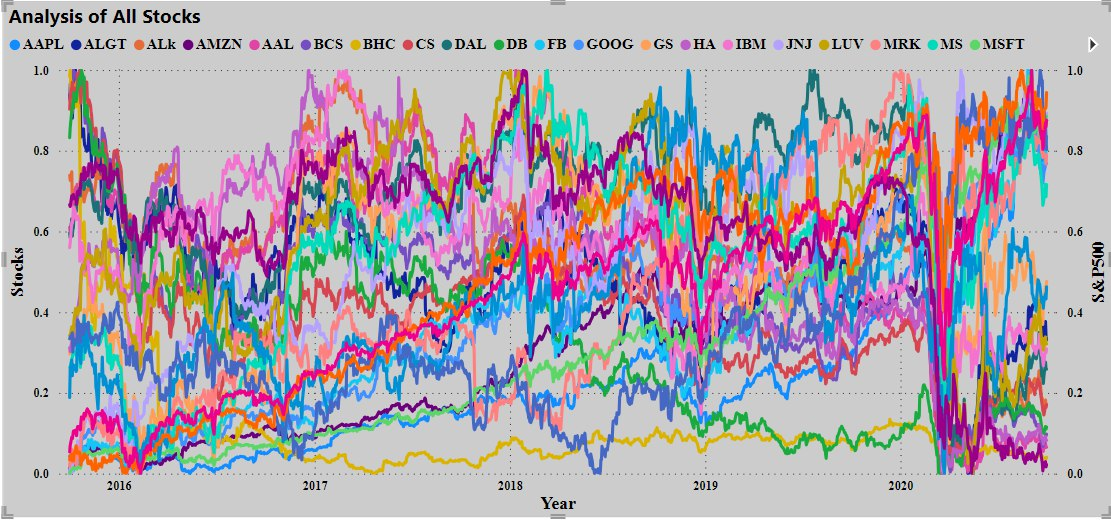 Analysis of All Stocks
AAPL ALGT ALk AMZN AAL BCS BHC CS DAL DB FB GOOG GS HA IBM JNJ LUV MRK MS MSFT
1.0 1.0
0.8 0.8
0.6 0.6
0.4 0.4
0.2 0.2
0.0 0.0
Stocks
S&P500
2016 2017 2018 2019 2020
Year